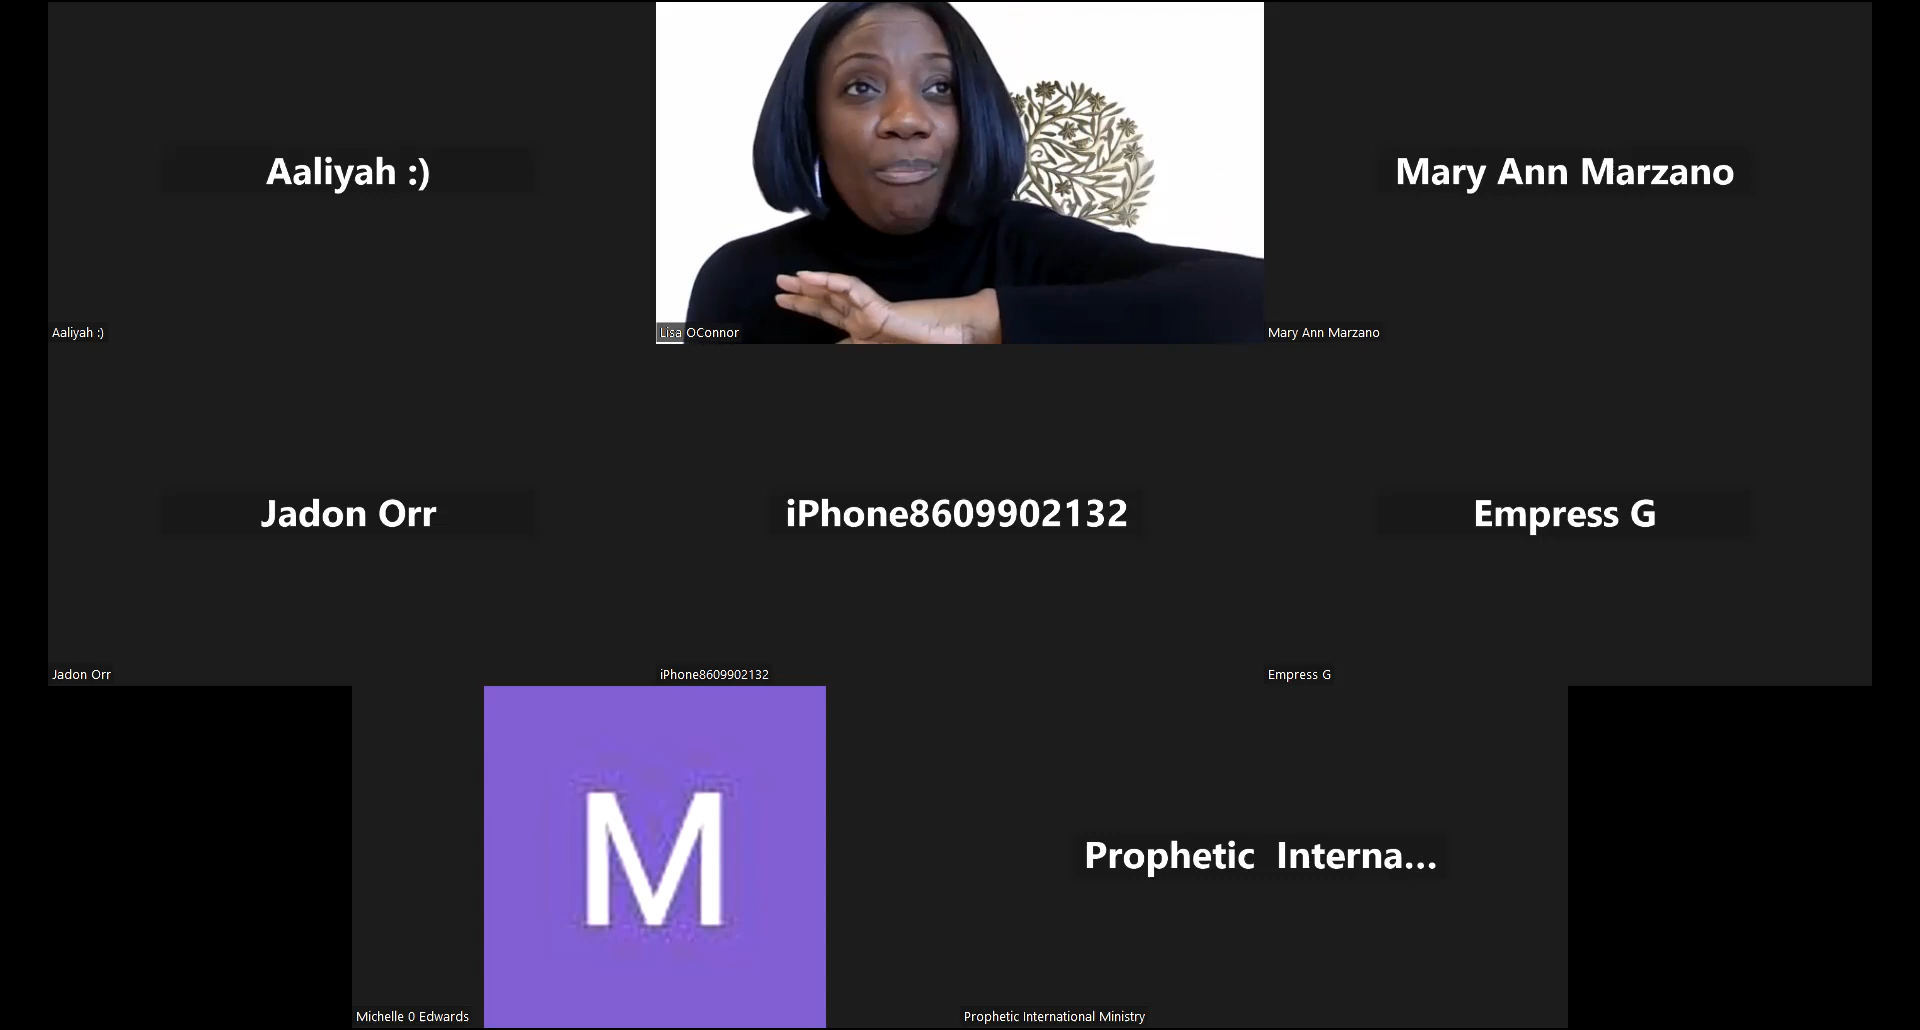 Aaliyah :)
Mary Ann Marzano
Aaliyah :)
Lisa OConnor
Mary Ann Marzano
Jadon Orr
iPhone8609902132
Empress G
Jadon Orr
iPhone8609902132
Empress G
M
Prophetic Interna...
Michelle 0 Edwards
Prophetic International Ministry